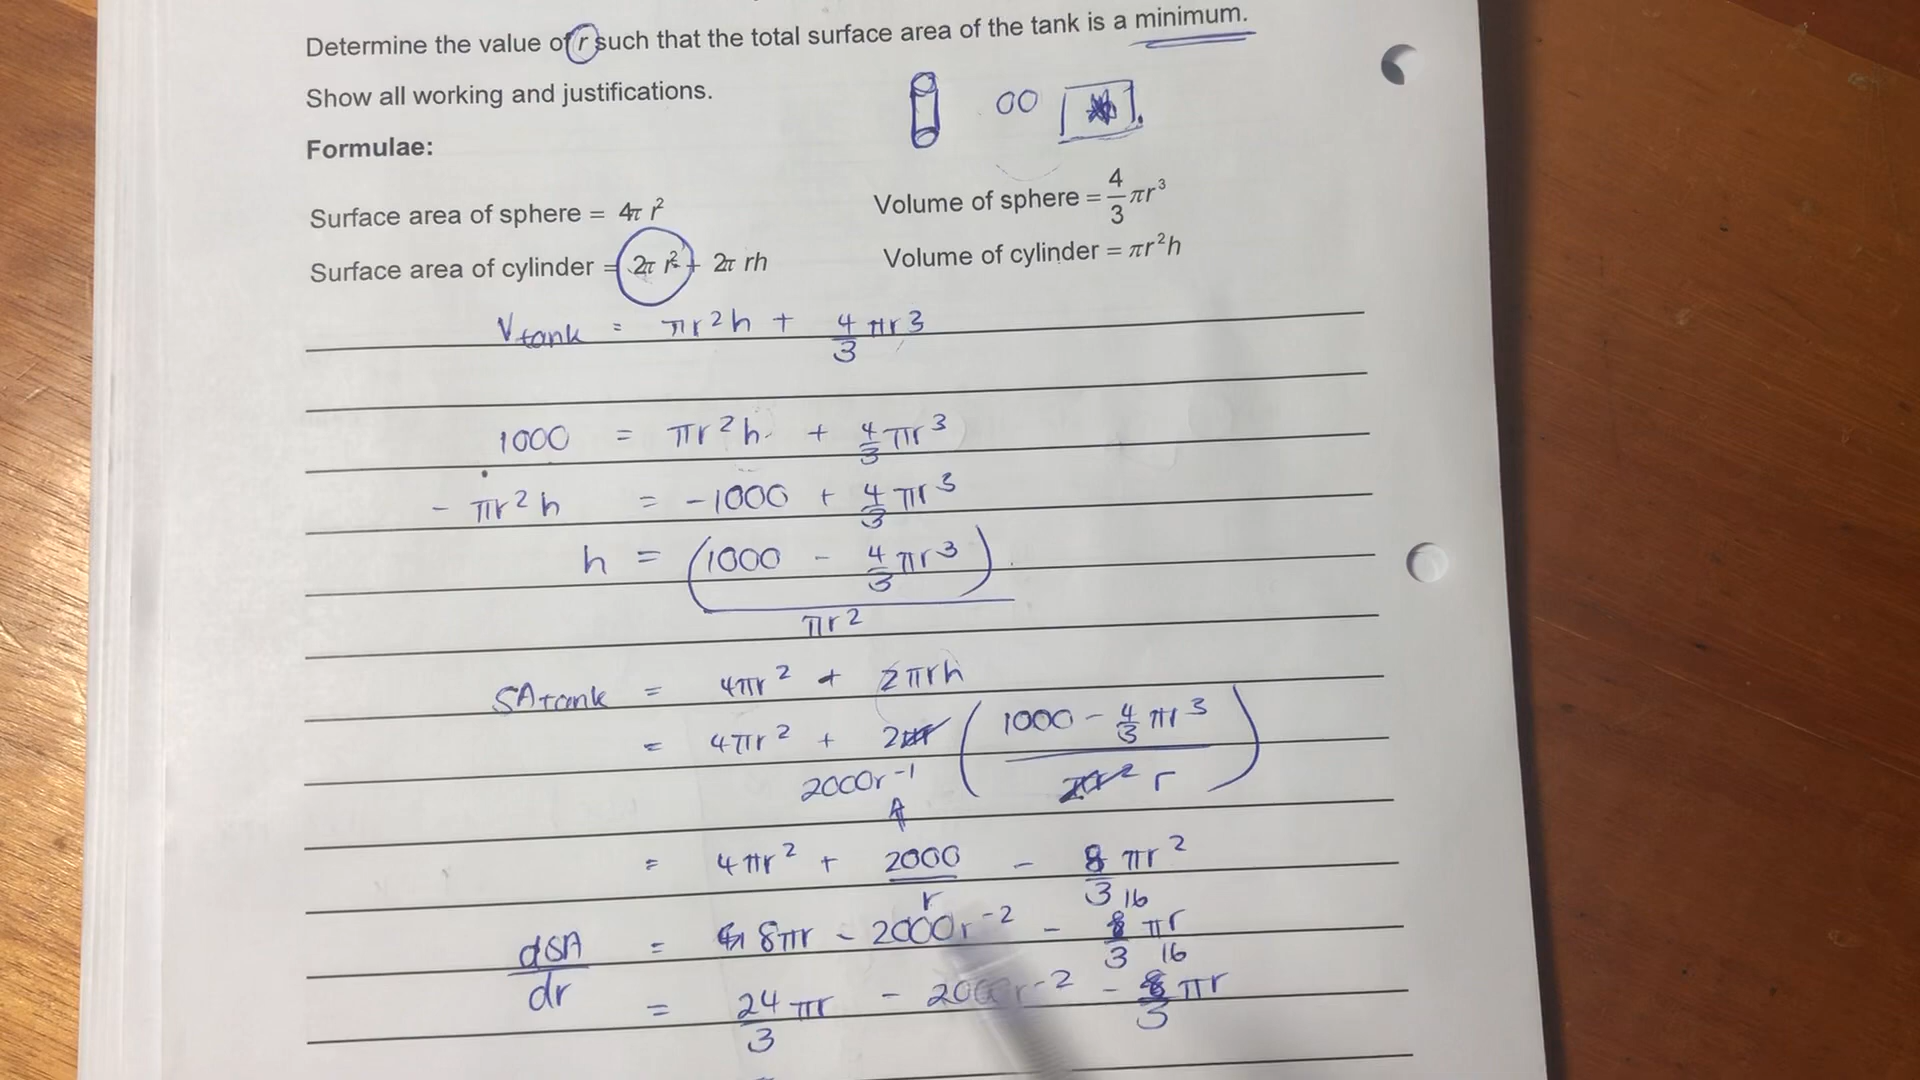 Determine the value of r such that the total surface area of the tank is a minimum.
Show all working and justifications.
Formulae:
Surface area of sphere = 4π r²
Volume of sphere = 4/3 πr³
Surface area of cylinder = 2π r² + 2π rh
Volume of cylinder = πr²h
Vtank = πr²h + 4/3 πr³
1000 = πr²h + 4/3 πr³
- πr²h = -1000 + 4/3 πr³
h = (1000 - 4/3 πr³) / πr²
SAtank = 4πr² + 2πrh
= 4πr² + 2πr ( (1000 - 4/3 πr³) / πr² r )
2000r⁻¹
= 4πr² + 2000/r - 8/3 πr²
dSA/dr = 8πr - 2000r⁻² - 16/3 πr
= 24/3 πr - 2000r⁻² - 16/3 πr